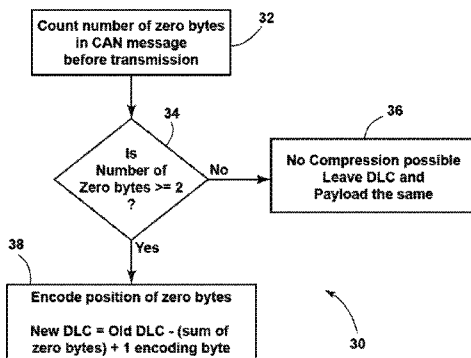 Count number of zero bytes
in CAN message
before transmission
32
34
Is
Number of
Zero bytes >= 2
?
No
Yes
36
No Compression possible
Leave DLC and
Payload the same
38
Encode position of zero bytes
New DLC = Old DLC - (sum of
zero bytes) + 1 encoding byte
30